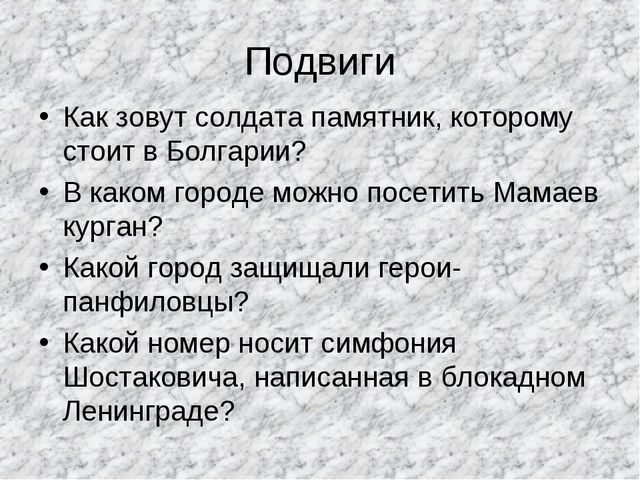 Подвиги
• Как зовут солдата памятник, которому
стоит в Болгарии?
• В каком городе можно посетить Мамаев
курган?
• Какой город защищали герои-
панфиловцы?
• Какой номер носит симфония
Шостаковича, написанная в блокадном
Ленинграде?